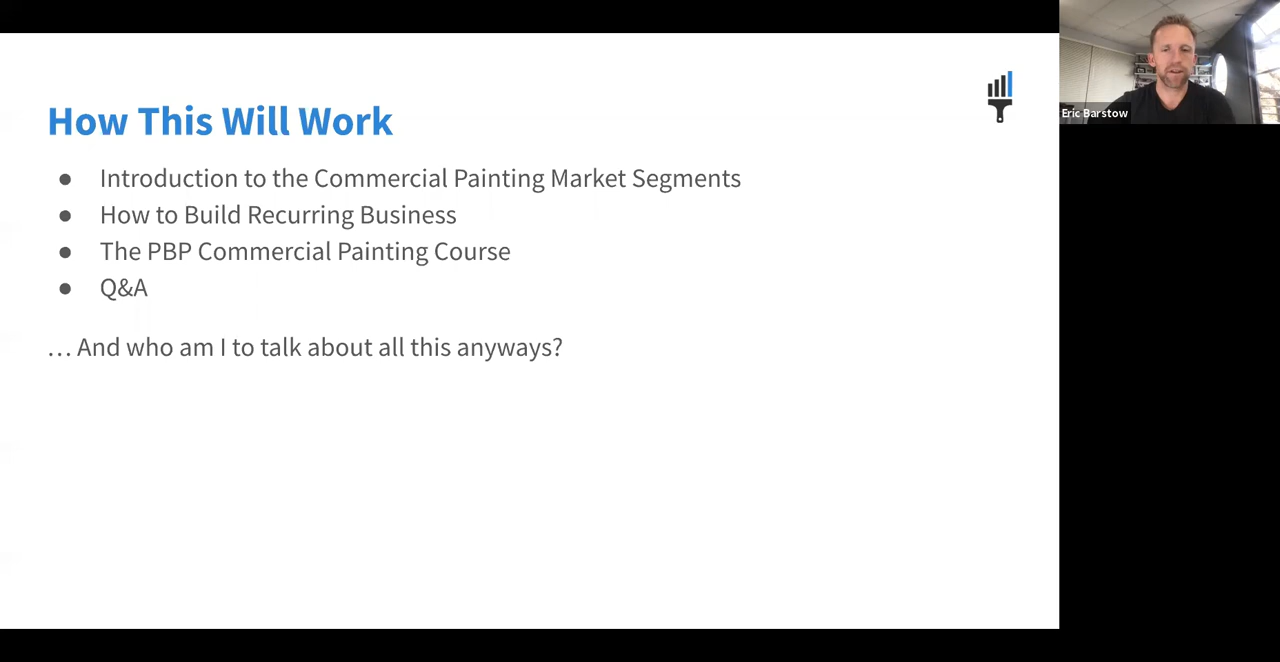 How This Will Work
● Introduction to the Commercial Painting Market Segments
● How to Build Recurring Business
● The PBP Commercial Painting Course
● Q&A
… And who am I to talk about all this anyways?
Eric Barstow